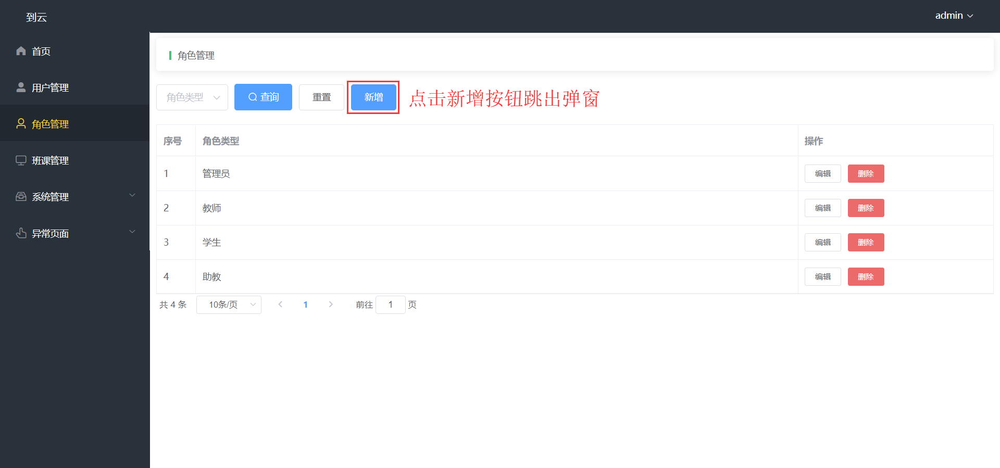 到云
admin
首页
用户管理
角色管理
班课管理
系统管理
异常页面
角色管理
角色类型 查询 重置 新增 点击新增按钮跳出弹窗
序号 角色类型 操作
1 管理员 编辑 删除
2 教师 编辑 删除
3 学生 编辑 删除
4 助教 编辑 删除
共 4 条 10条/页 1 前往 1 页